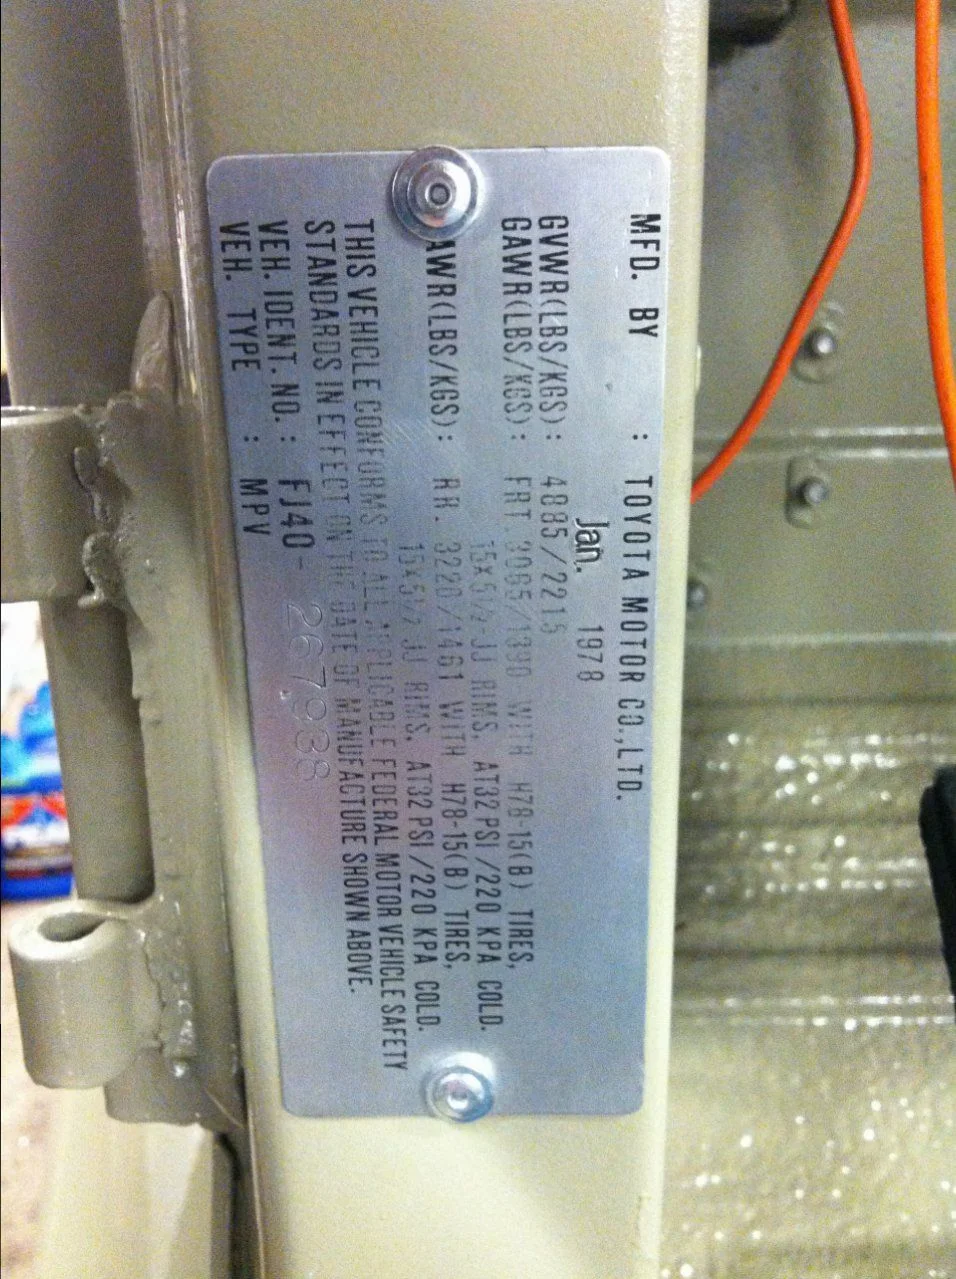 MFD. BY : TOYOTA MOTOR CO.,LTD.
Jan. 1978
GVWR(LBS/KGS): 4885/2215
GAWR(LBS/KGS): FRT. 3065/1390 WITH H78-15(B) TIRES,
15X5 1/2-JJ RIMS, AT32 PSI/220 KPA COLD.
AWR(LBS/KGS): RR. 3220/1461 WITH H78-15(B) TIRES,
15X5 1/2 JJ RIMS, AT32 PSI/220 KPA COLD.
THIS VEHICLE CONFORMS TO ALL APPLICABLE FEDERAL MOTOR VEHICLE SAFETY
STANDARDS IN EFFECT ON THE DATE OF MANUFACTURE SHOWN ABOVE.
VEH. IDENT. NO. : FJ40- 267938
VEH. TYPE : MPV